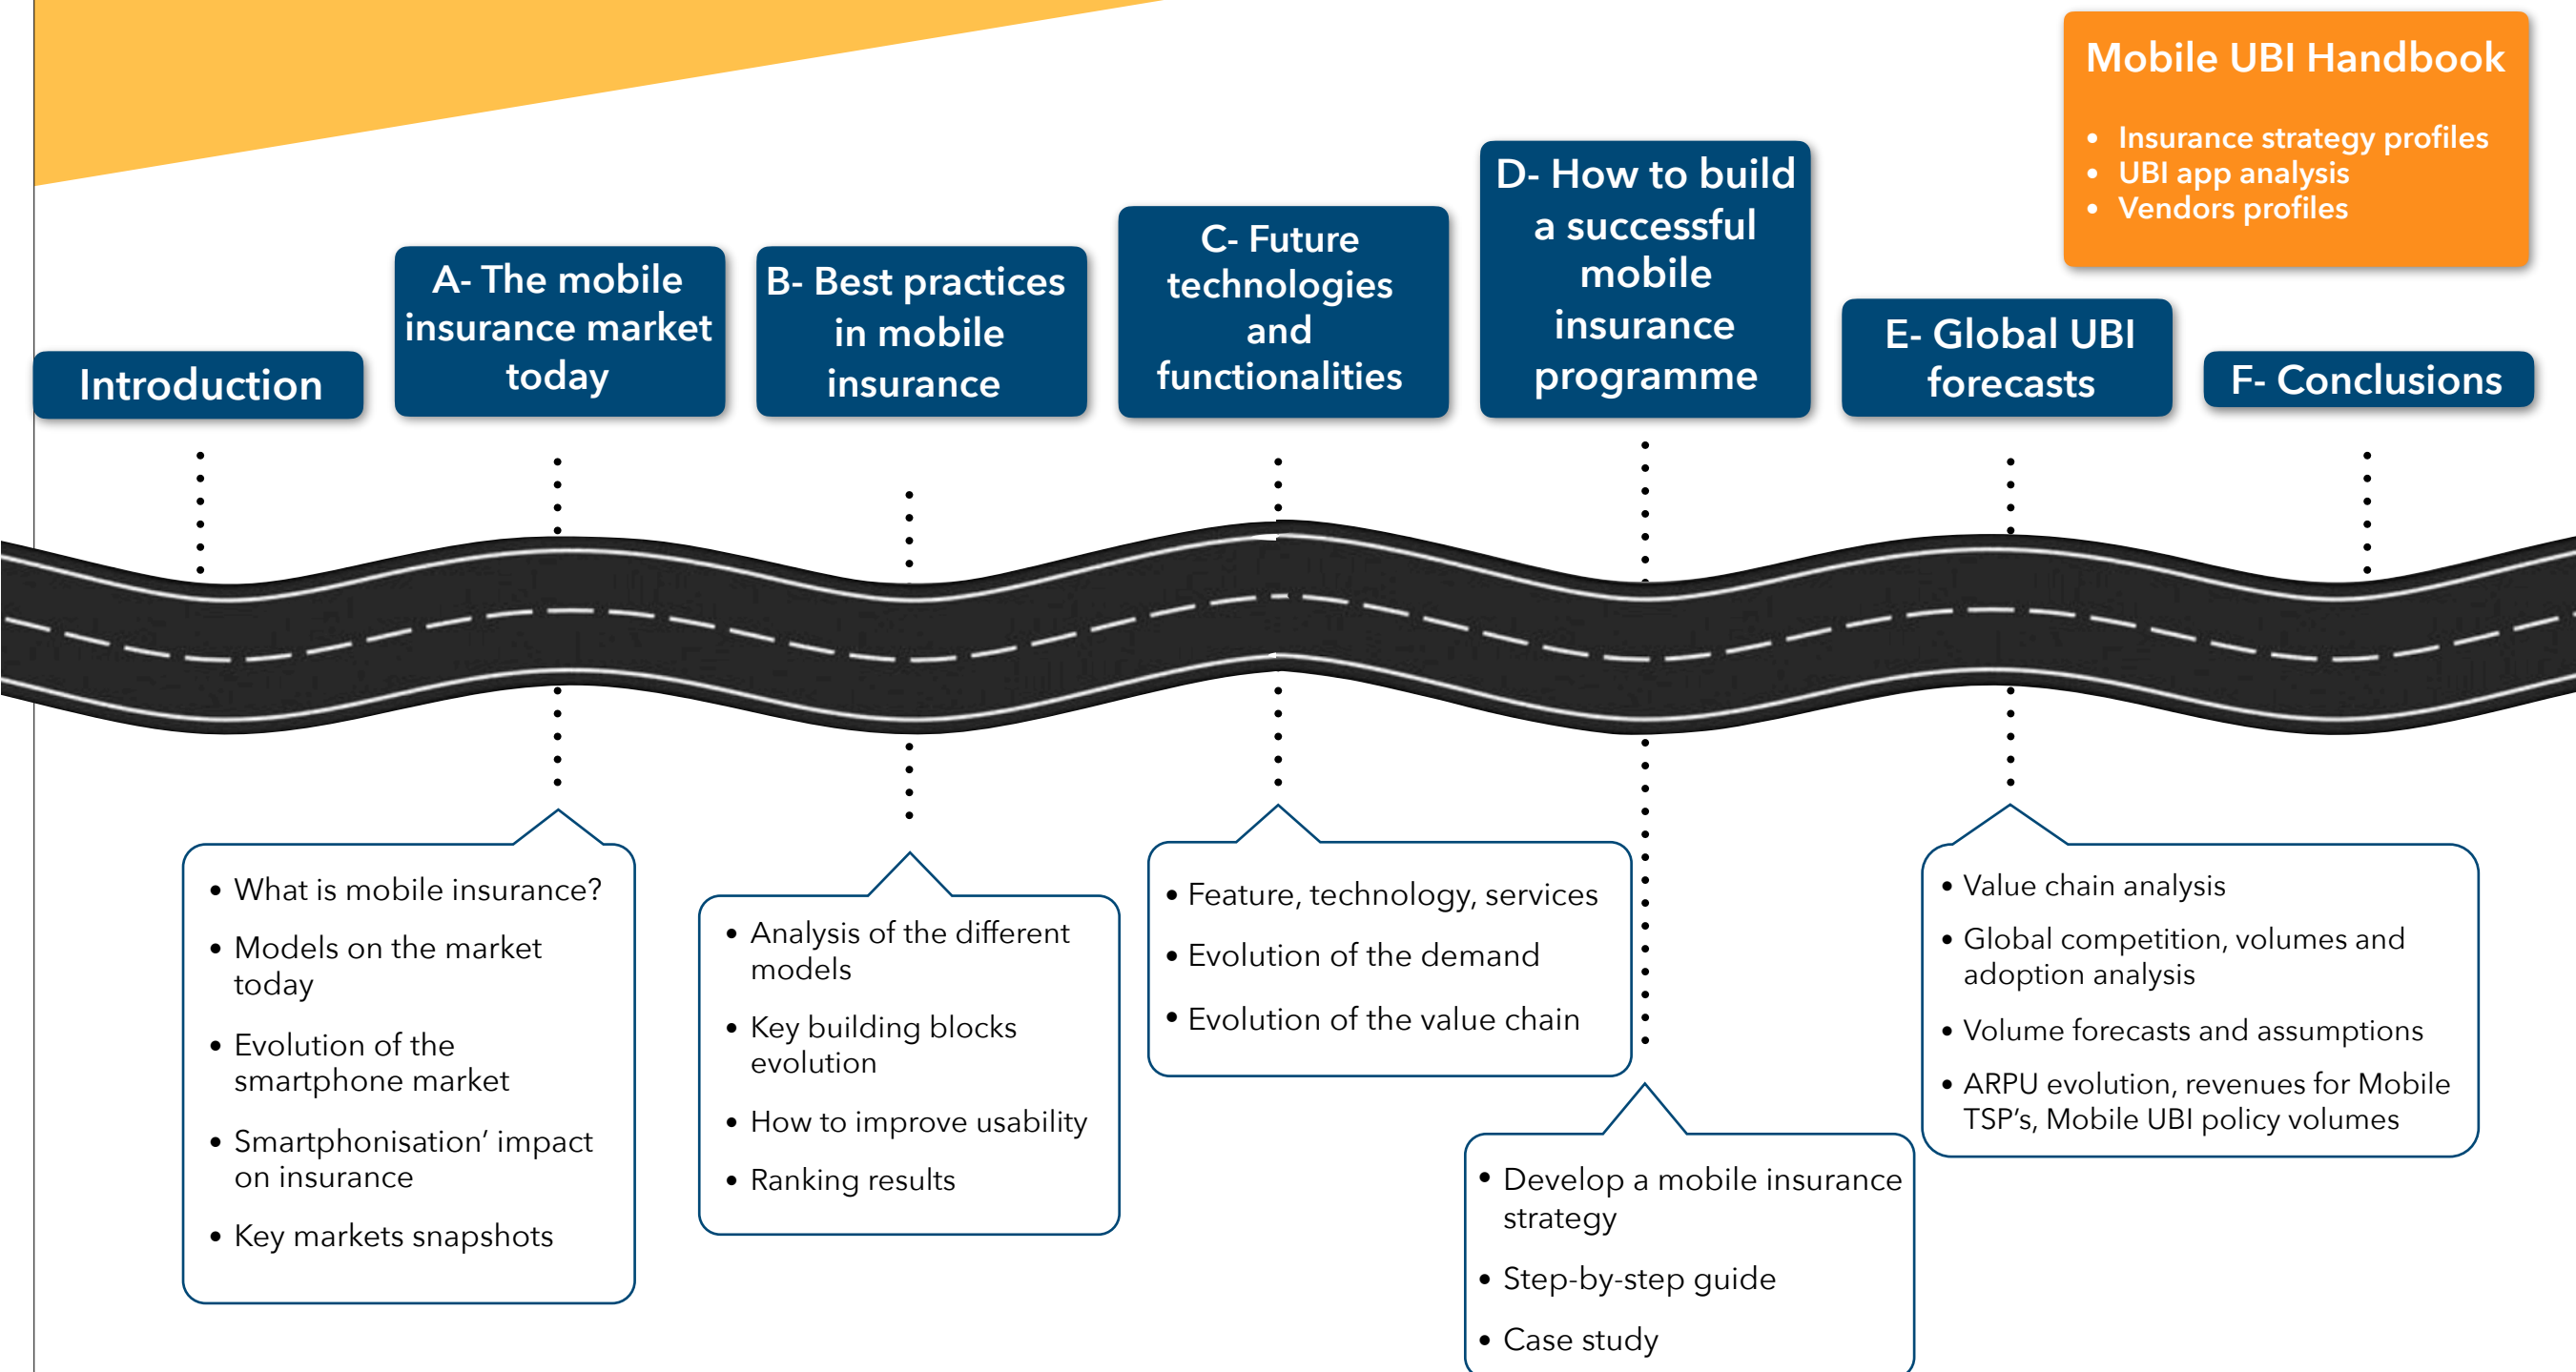 Mobile UBI Handbook
• Insurance strategy profiles
• UBI app analysis
• Vendors profiles
Introduction
A- The mobile
insurance market
today
B- Best practices
in mobile
insurance
C- Future
technologies
and
functionalities
D- How to build
a successful
mobile
insurance
programme
E- Global UBI
forecasts
F- Conclusions
• What is mobile insurance?
• Models on the market
today
• Evolution of the
smartphone market
• Smartphonisation’ impact
on insurance
• Key markets snapshots
• Analysis of the different
models
• Key building blocks
evolution
• How to improve usability
• Ranking results
• Feature, technology, services
• Evolution of the demand
• Evolution of the value chain
• Develop a mobile insurance
strategy
• Step-by-step guide
• Case study
• Value chain analysis
• Global competition, volumes and
adoption analysis
• Volume forecasts and assumptions
• ARPU evolution, revenues for Mobile
TSP’s, Mobile UBI policy volumes